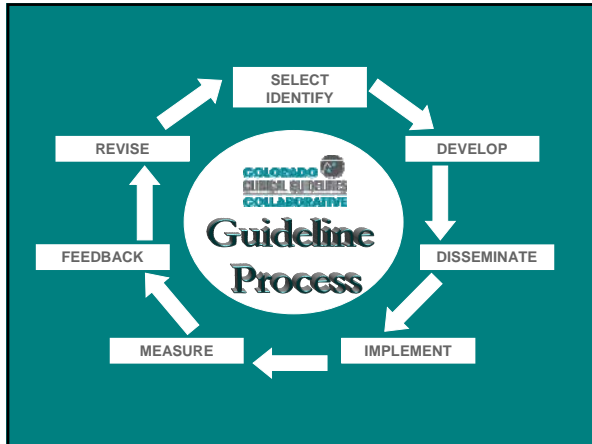 SELECT
IDENTIFY
REVISE
DEVELOP
COLORADO
CLINICAL GUIDELINES
COLLABORATIVE
Guideline
Process
FEEDBACK
DISSEMINATE
MEASURE
IMPLEMENT